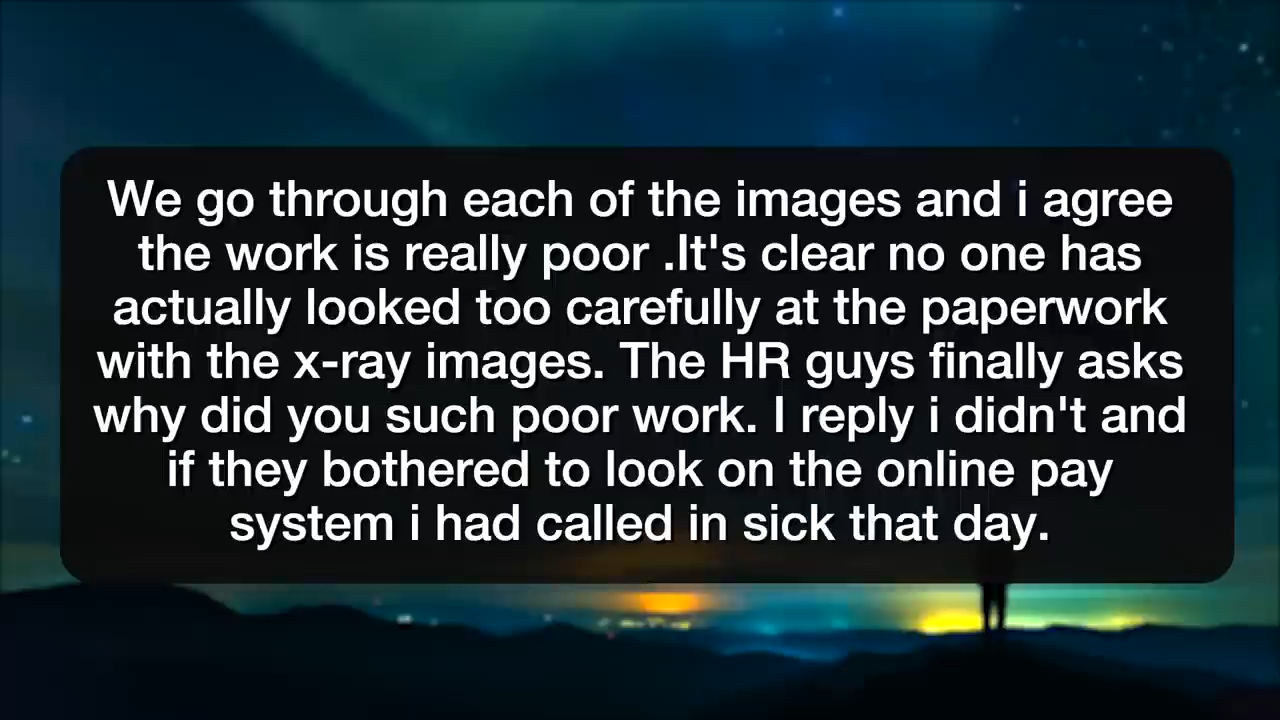 We go through each of the images and i agree
the work is really poor .It's clear no one has
actually looked too carefully at the paperwork
with the x-ray images. The HR guys finally asks
why did you such poor work. I reply i didn't and
if they bothered to look on the online pay
system i had called in sick that day.